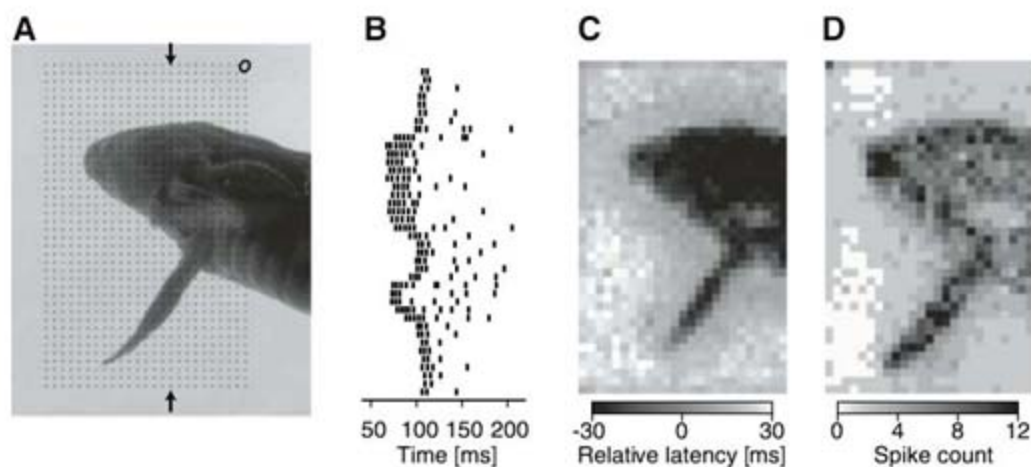 A B C D
50 100 150 200
Time [ms]
-30 0 30
Relative latency [ms]
0 4 8 12
Spike count